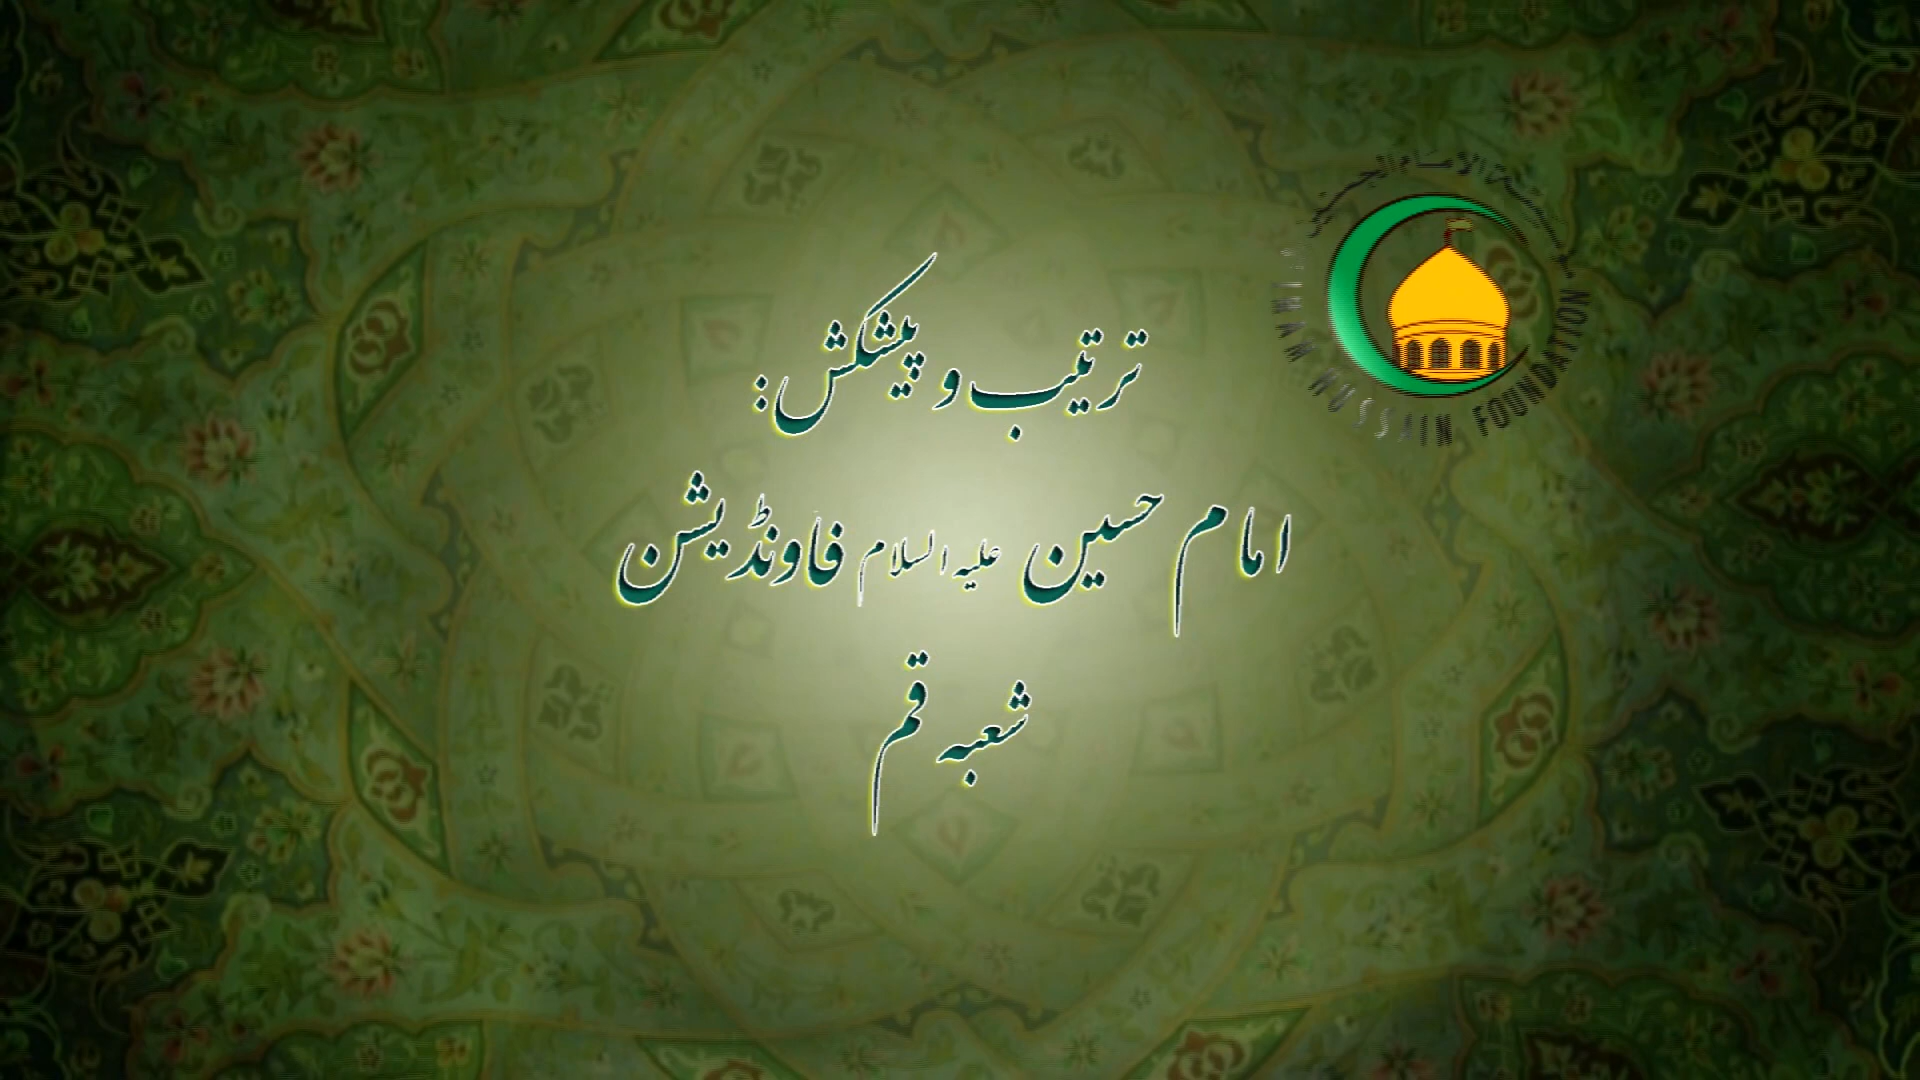 ترتیب و پیشکش:
امام حسین علیہ السلام فاونڈیشن
شعبہ قم
IMAM HUSSAIN FOUNDATION